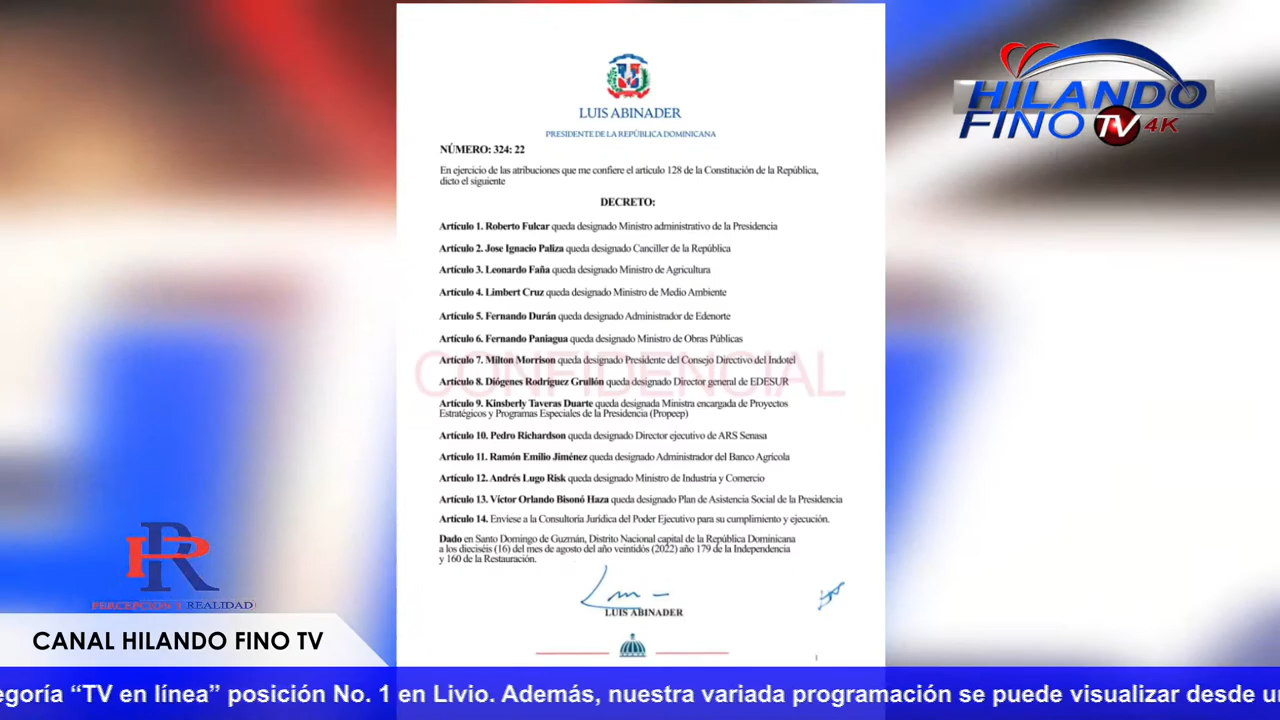 LUIS ABINADER
PRESIDENTE DE LA REPÚBLICA DOMINICANA
NÚMERO: 324: 22
En ejercicio de las atribuciones que me confiere el artículo 128 de la Constitución de la República,
dicto el siguiente
DECRETO:
Artículo 1. Roberto Fulcar queda designado Ministro administrativo de la Presidencia
Artículo 2. Jose Ignacio Paliza queda designado Canciller de la República
Artículo 3. Leonardo Faña queda designado Ministro de Agricultura
Artículo 4. Limbert Cruz queda designado Ministro de Medio Ambiente
Artículo 5. Fernando Durán queda designado Administrador de Edenorte
Artículo 6. Fernando Paniagua queda designado Ministro de Obras Públicas
Artículo 7. Milton Morrison queda designado Presidente del Consejo Directivo del Indotel
CONFIDENCIAL
Artículo 8. Diógenes Rodríguez Grullón queda designado Director general de EDESUR
Artículo 9. Kinsberly Taveras Duarte queda designada Ministra encargada de Proyectos
Estratégicos y Programas Especiales de la Presidencia (Propeep)
Artículo 10. Pedro Richardson queda designado Director ejecutivo de ARS Senasa
Artículo 11. Ramón Emilio Jiménez queda designado Administrador del Banco Agrícola
Artículo 12. Andrés Lugo Risk queda designado Ministro de Industria y Comercio
Artículo 13. Víctor Orlando Bisonó Haza queda designado Plan de Asistencia Social de la Presidencia
Artículo 14. Envíese a la Consultoría Jurídica del Poder Ejecutivo para su cumplimiento y ejecución.
Dado en Santo Domingo de Guzmán, Distrito Nacional capital de la República Dominicana
a los dieciséis (16) del mes de agosto del año veintidós (2022) año 179 de la Independencia
y 160 de la Restauración.
LUIS ABINADER
1
HILANDO
FINO TV 4K
PR
PERCEPCION Y REALIDAD
CANAL HILANDO FINO TV
egoría “TV en línea” posición No. 1 en Livio. Además, nuestra variada programación se puede visualizar desde un